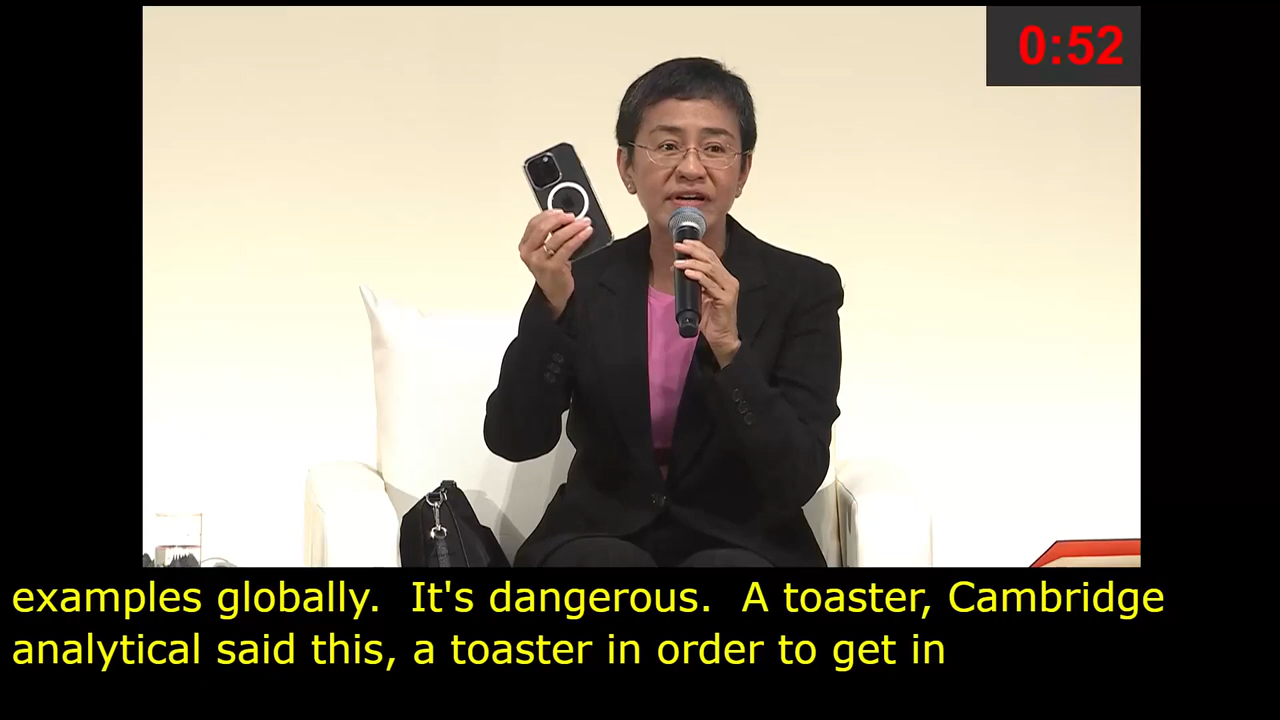 0:52
examples globally.  It's dangerous.  A toaster, Cambridge
analytical said this, a toaster in order to get in